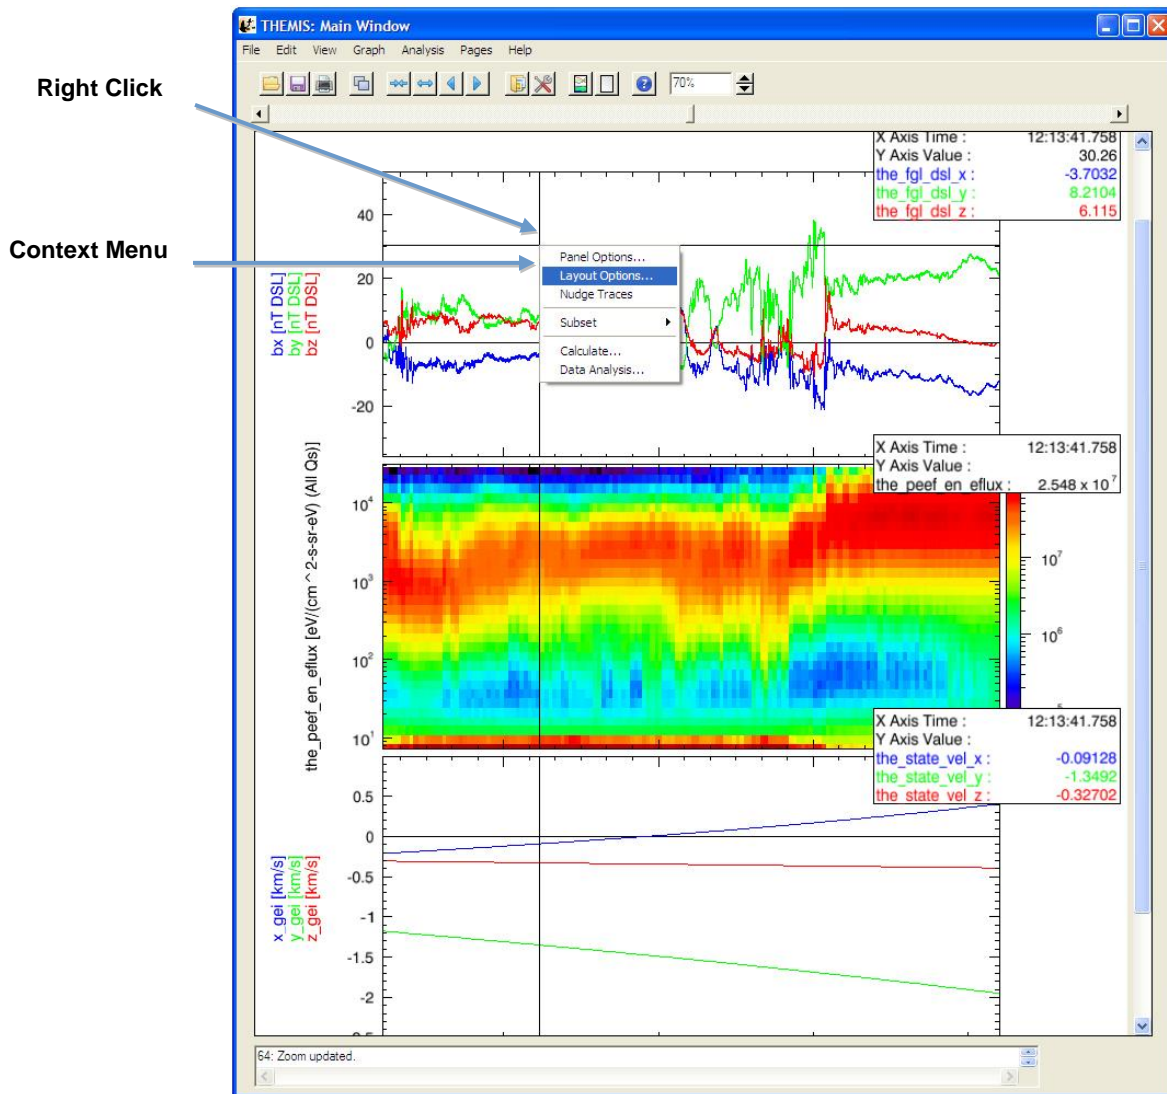 THEMIS: Main Window
File Edit View Graph Analysis Pages Help
70%
Right Click
Context Menu
X Axis Time : 12:13:41.758
Y Axis Value : 30.26
the_fgl_dsl_x : -3.7032
the_fgl_dsl_y : 8.2104
the_fgl_dsl_z : 6.115
40
20
0
-20
bx [nT DSL]
by [nT DSL]
bz [nT DSL]
Panel Options...
Layout Options...
Nudge Traces
Subset
Calculate...
Data Analysis...
X Axis Time : 12:13:41.758
Y Axis Value :
the_peef_en_eflux : 2.548 x 10^7
the_peef_en_eflux [eV/(cm^2-s-sr-eV) (All Qs)]
10^4
10^3
10^2
10^1
10^7
10^6
X Axis Time : 12:13:41.758
Y Axis Value :
the_state_vel_x : -0.09128
the_state_vel_y : -1.3492
the_state_vel_z : -0.32702
0.5
0
-0.5
-1
-1.5
-2
x_gei [km/s]
y_gei [km/s]
z_gei [km/s]
64: Zoom updated.